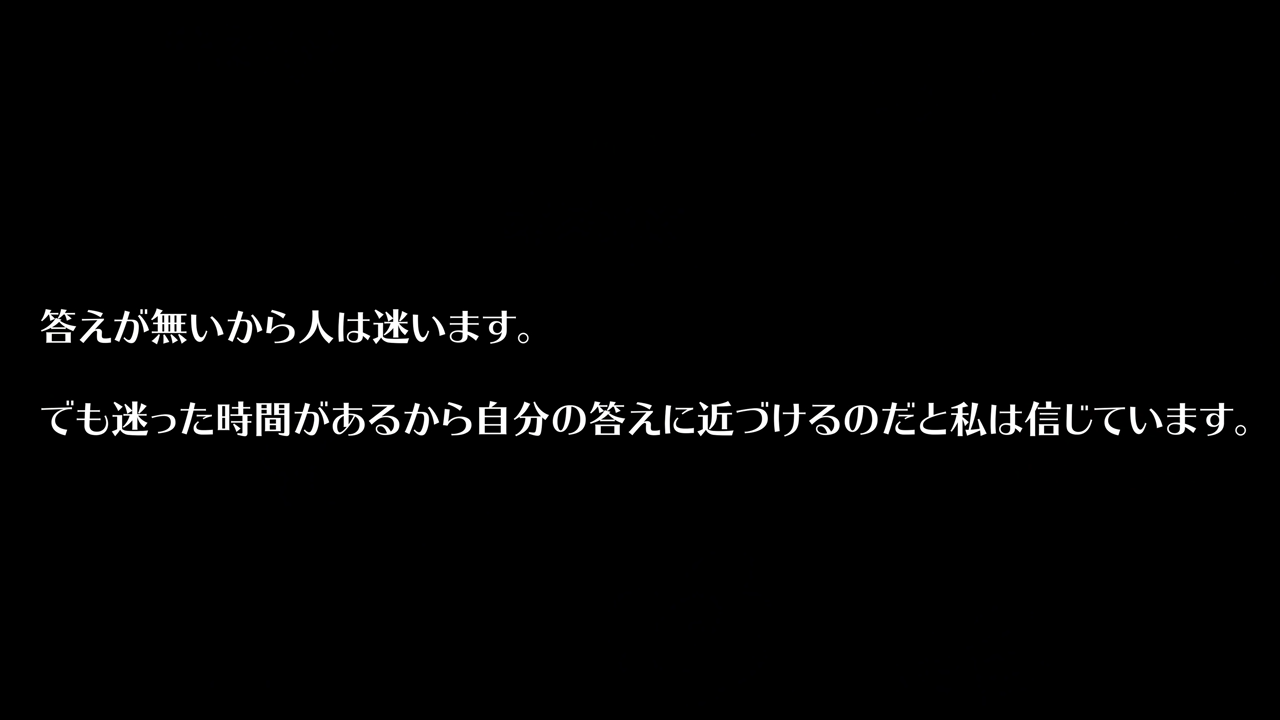 答えが無いから人は迷います。
でも迷った時間があるから自分の答えに近づけるのだと私は信じています。